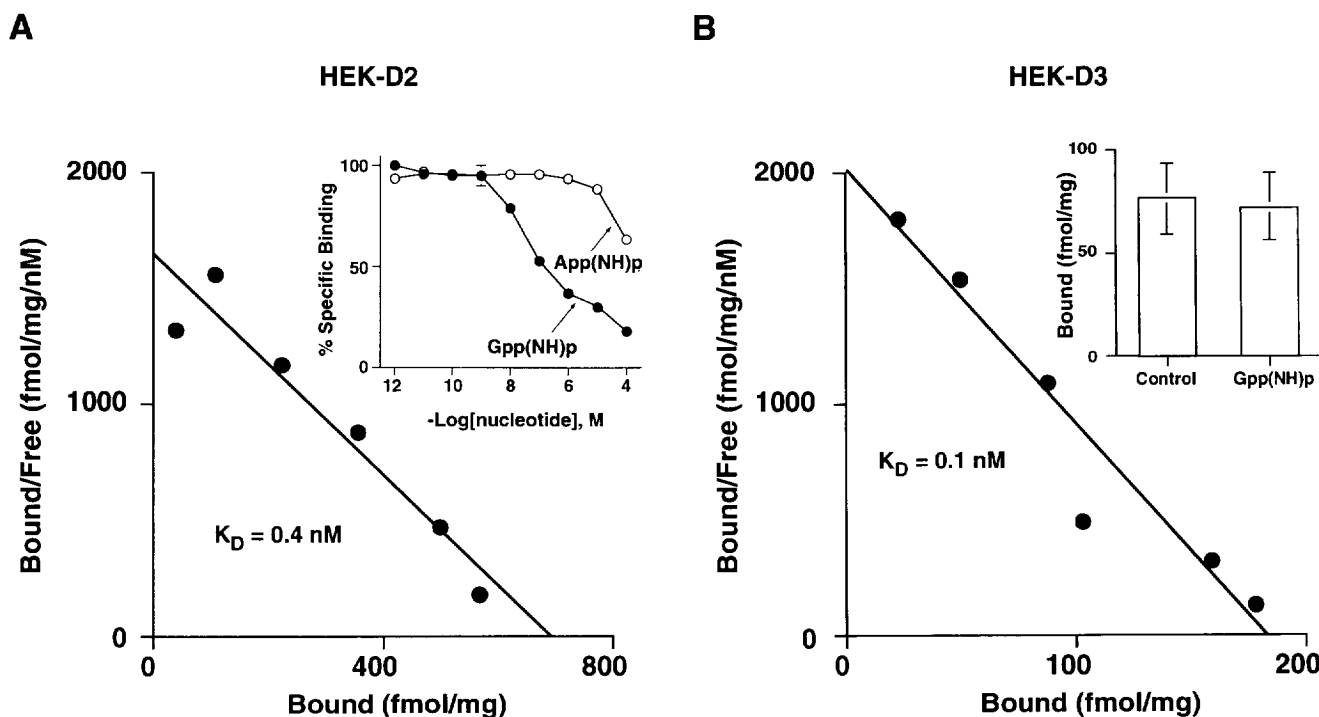 A
HEK-D2
Bound/Free (fmol/mg/nM)
2000
1000
0
0
400
800
Bound (fmol/mg)
K_D = 0.4 nM
% Specific Binding
100
50
0
12
10
8
6
4
-Log[nucleotide], M
App(NH)p
Gpp(NH)p
B
HEK-D3
Bound/Free (fmol/mg/nM)
2000
1000
0
0
100
200
Bound (fmol/mg)
K_D = 0.1 nM
Bound (fmol/mg)
100
50
0
Control
Gpp(NH)p